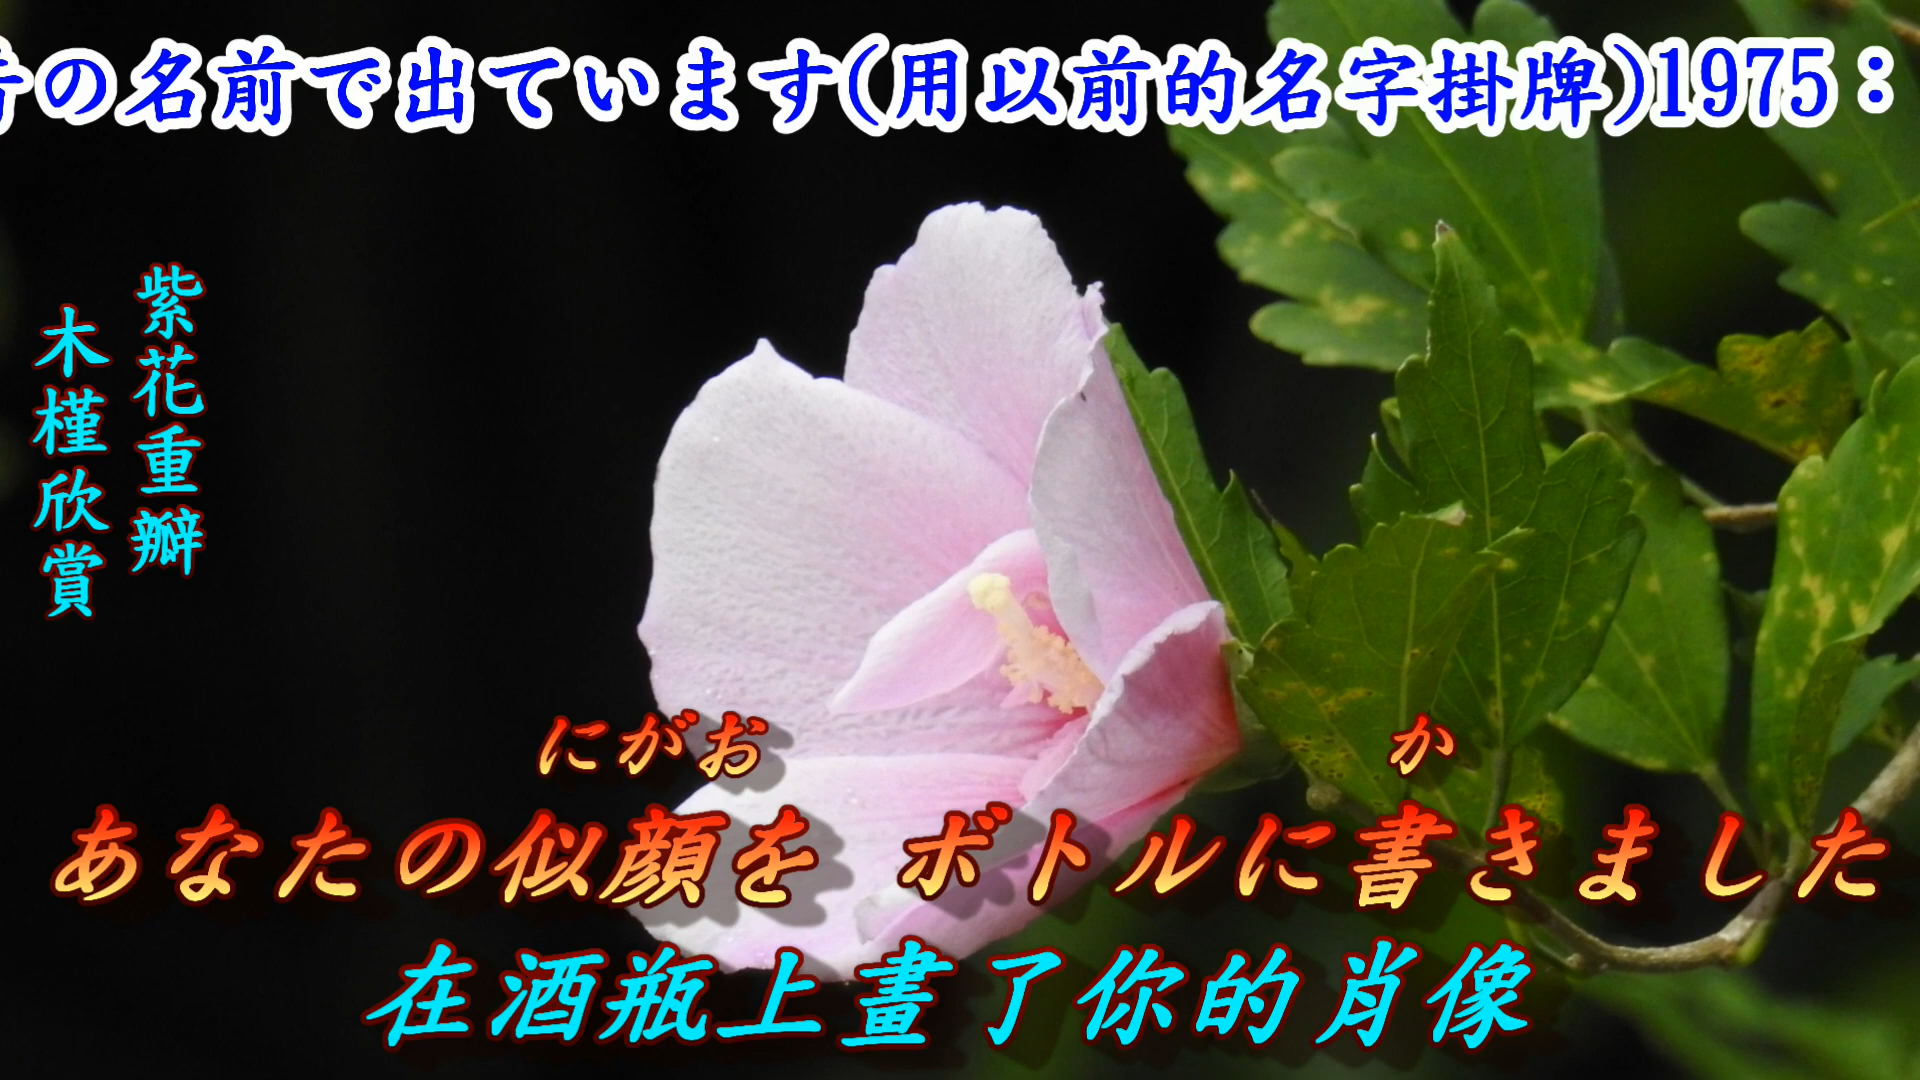 の名前で出ています(用以前的名字掛牌)1975：
紫花重瓣
木槿欣賞
にがお か
あなたの似顔を ボトルに書きました
在酒瓶上畫了你的肖像